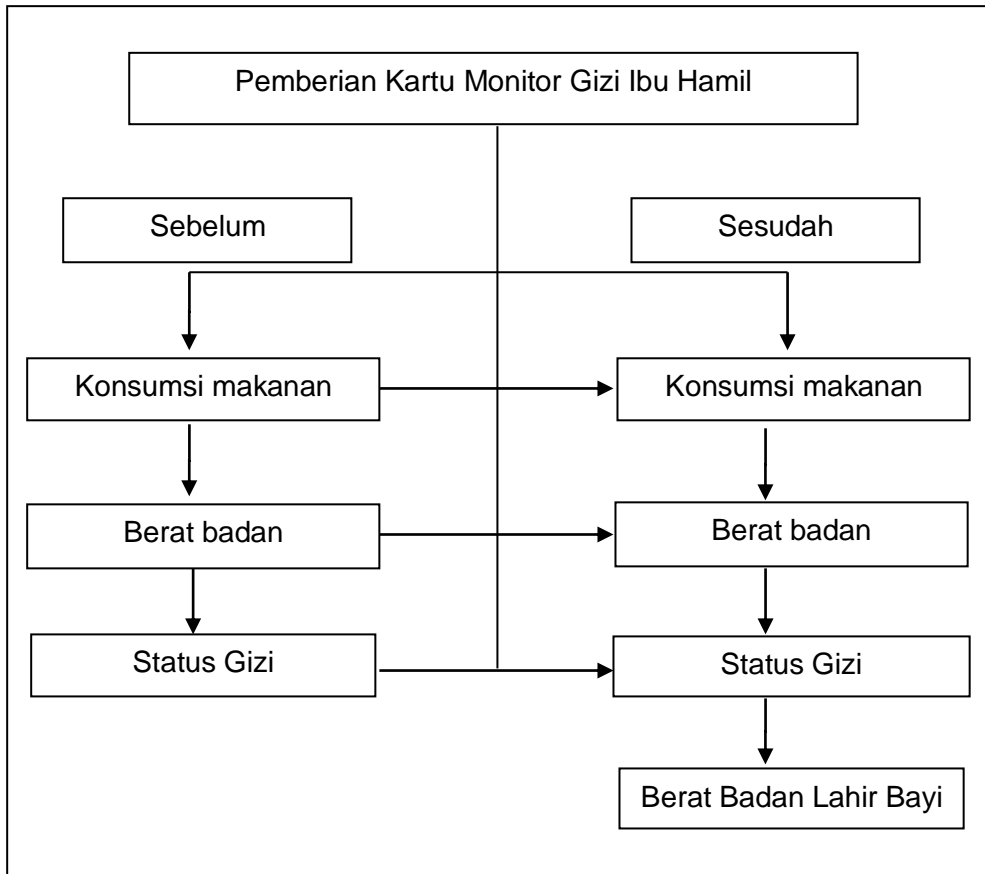 Pemberian Kartu Monitor Gizi Ibu Hamil
Sebelum
Sesudah
Konsumsi makanan
Konsumsi makanan
Berat badan
Berat badan
Status Gizi
Status Gizi
Berat Badan Lahir Bayi